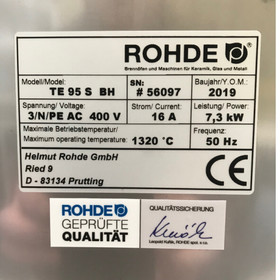 ROHDE
Brennöfen und Maschinen für Keramik, Glas und Metall
Modell/Model: SN: Baujahr/Y.O.M.:
TE 95 S BH # 56097 2019
Spannung/ Voltage: Strom/ Current: Leistung/ Power:
3/N/PE AC 400 V 16 A 7,3 kW
Maximale Betriebstemperatur/ Frequenz:
Maximum operating temperature: 1320 °C 50 Hz
Helmut Rohde GmbH
Ried 9
D - 83134 Prutting
ROHDE
GEPRÜFTE
QUALITÄT
QUALITÄTSSICHERUNG
ROHDE spol. s r.o.